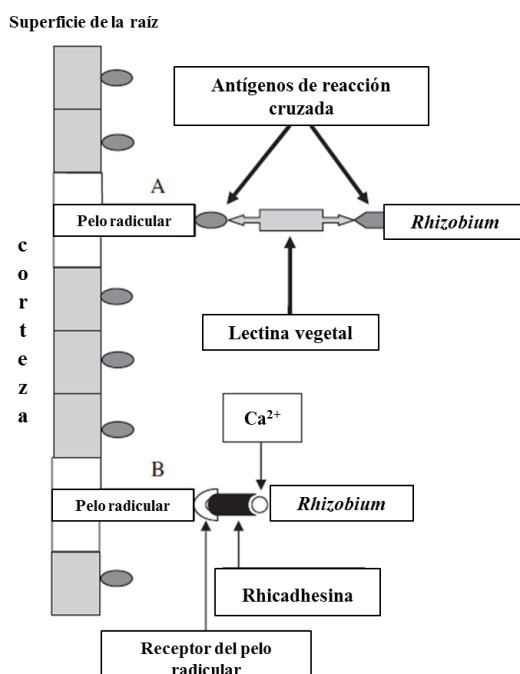 Superficie de la raíz
Antígenos de reacción
cruzada
A
Pelo radicular
Rhizobium
corteza
Lectina vegetal
Ca²⁺
B
Pelo radicular
Rhizobium
Rhicadhesina
Receptor del pelo
radicular